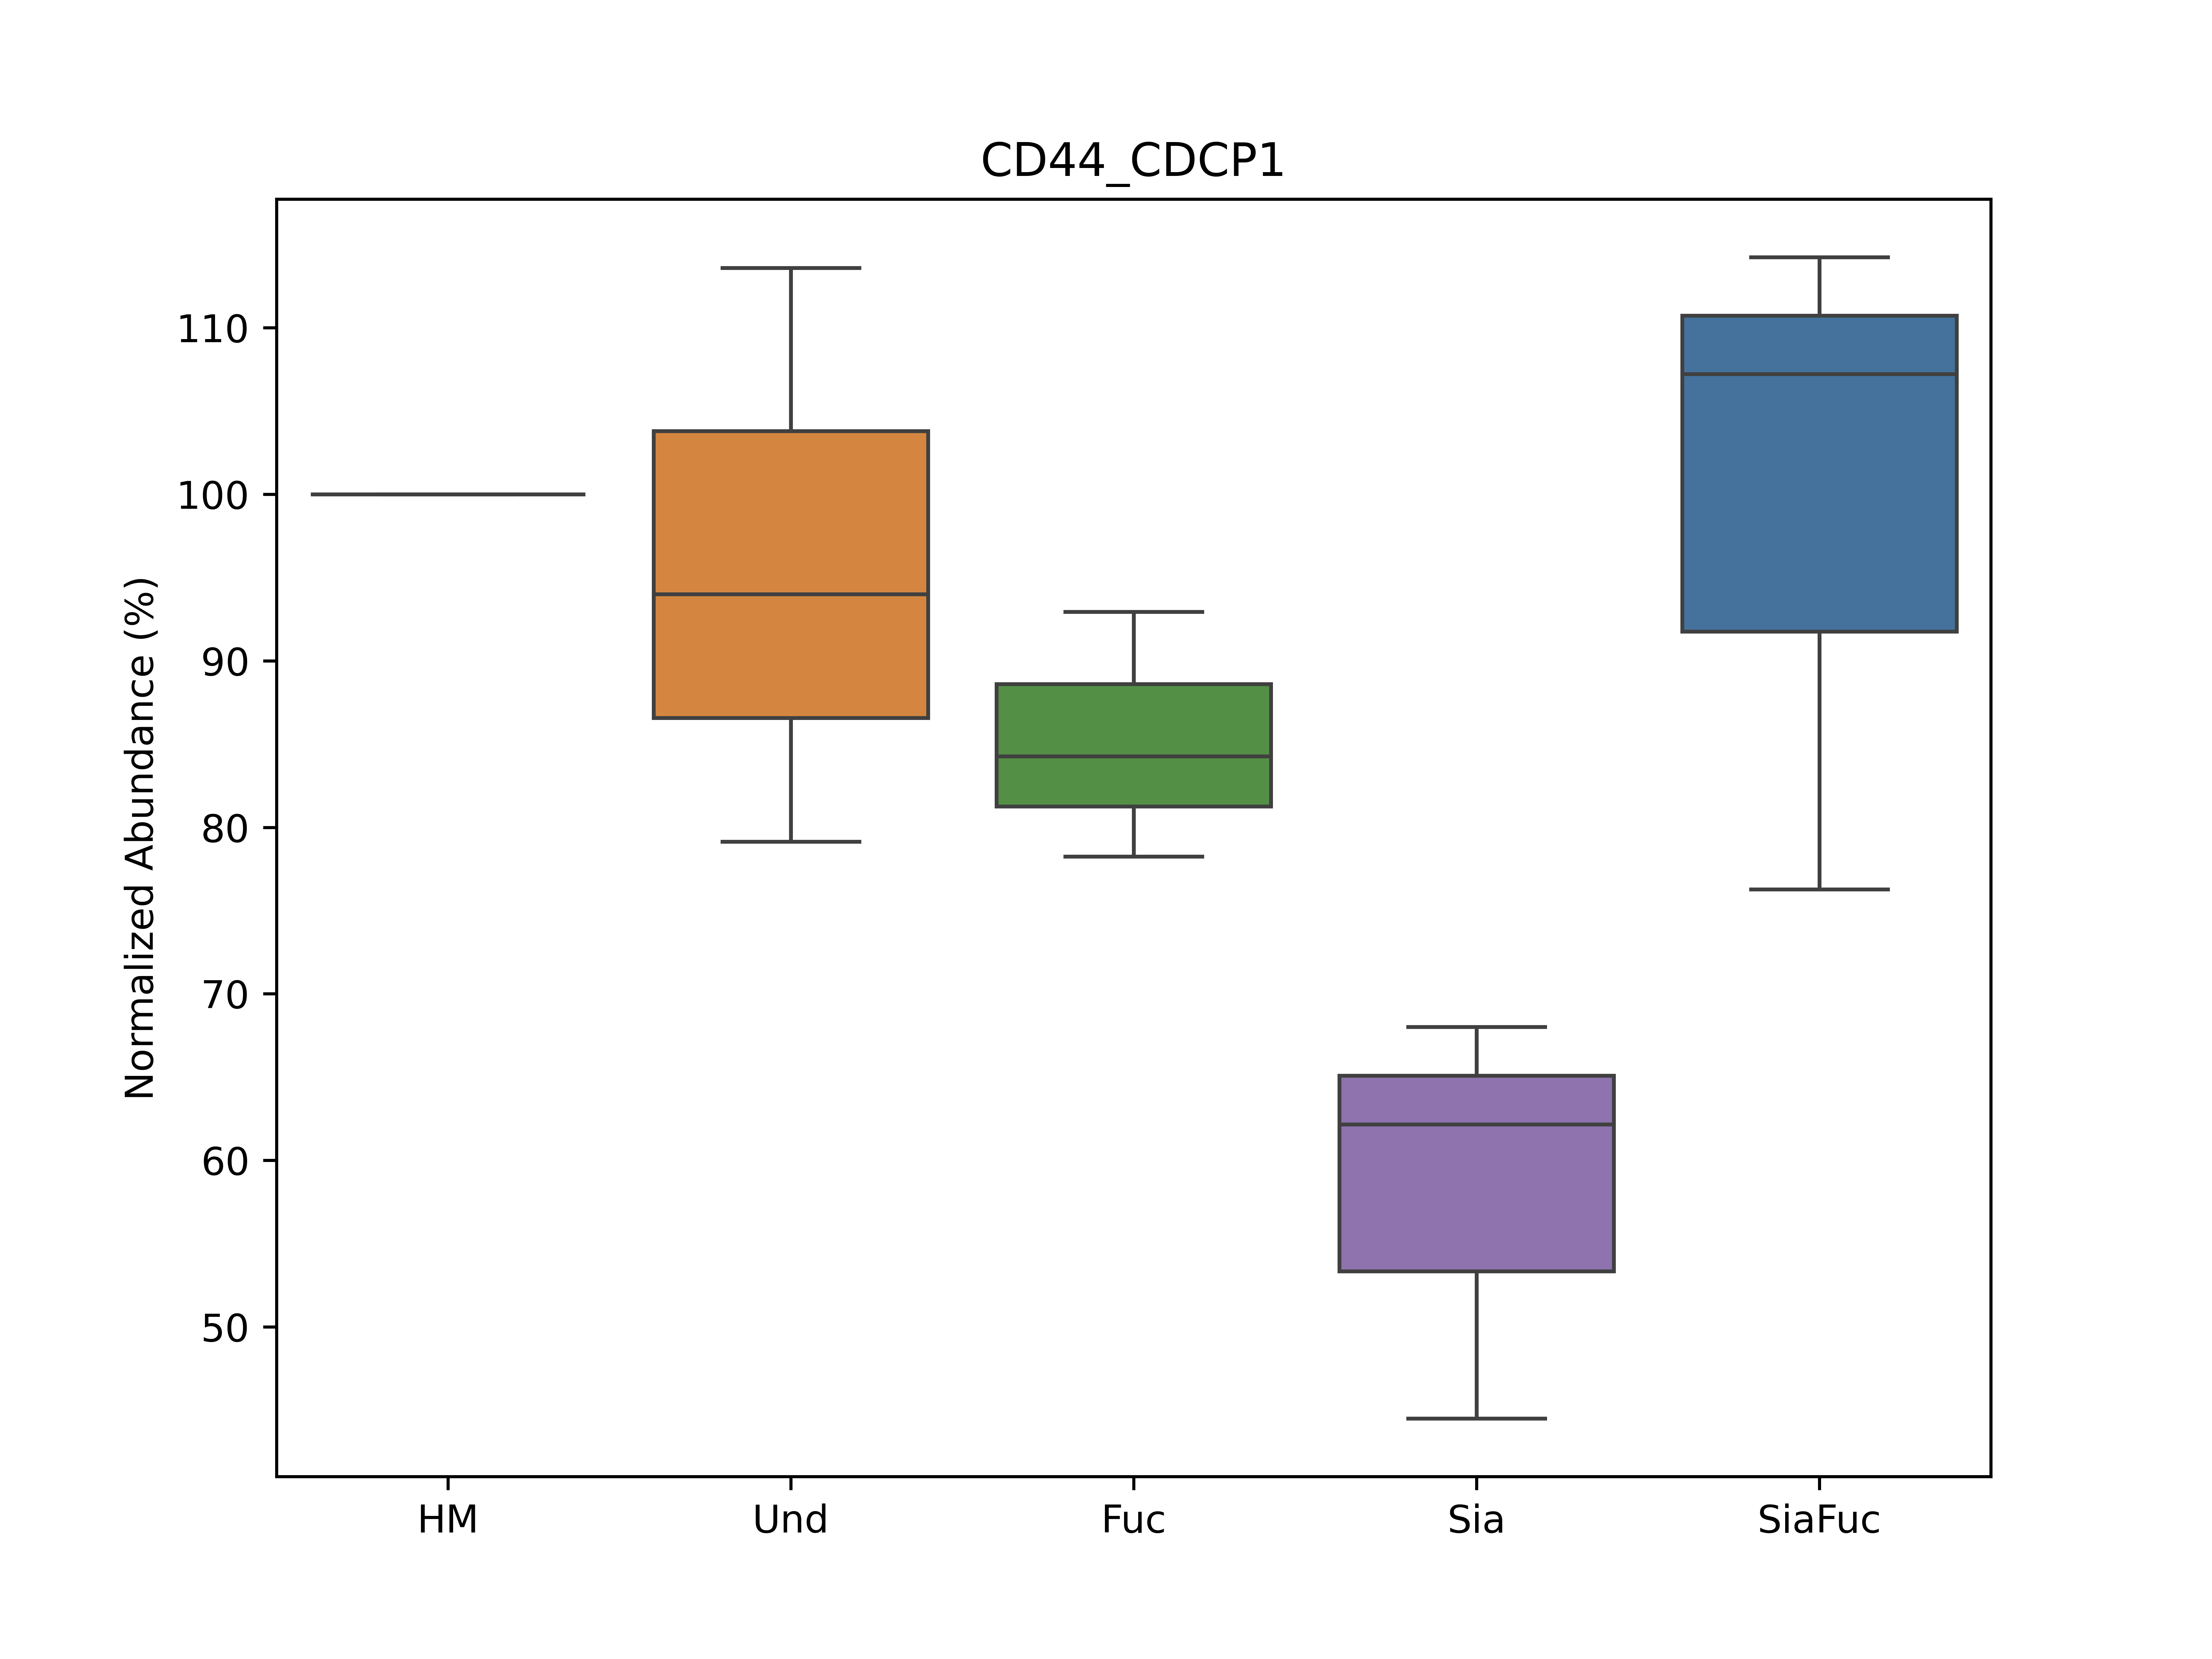 CD44_CDCP1
Normalized Abundance (%)
110
100
90
80
70
60
50
HM Und Fuc Sia SiaFuc